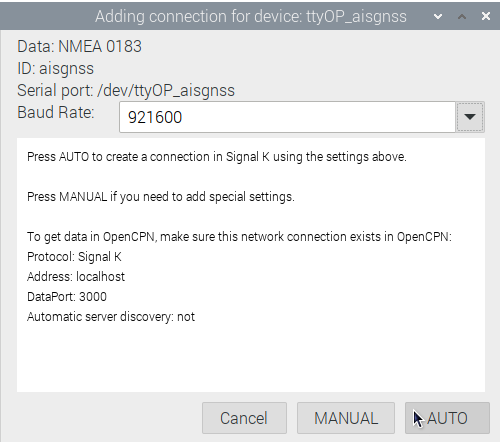 Adding connection for device: ttyOP_aisgnss
Data: NMEA 0183
ID: aisgnss
Serial port: /dev/ttyOP_aisgnss
Baud Rate: 921600
Press AUTO to create a connection in Signal K using the settings above.
Press MANUAL if you need to add special settings.
To get data in OpenCPN, make sure this network connection exists in OpenCPN:
Protocol: Signal K
Address: localhost
DataPort: 3000
Automatic server discovery: not
Cancel MANUAL AUTO